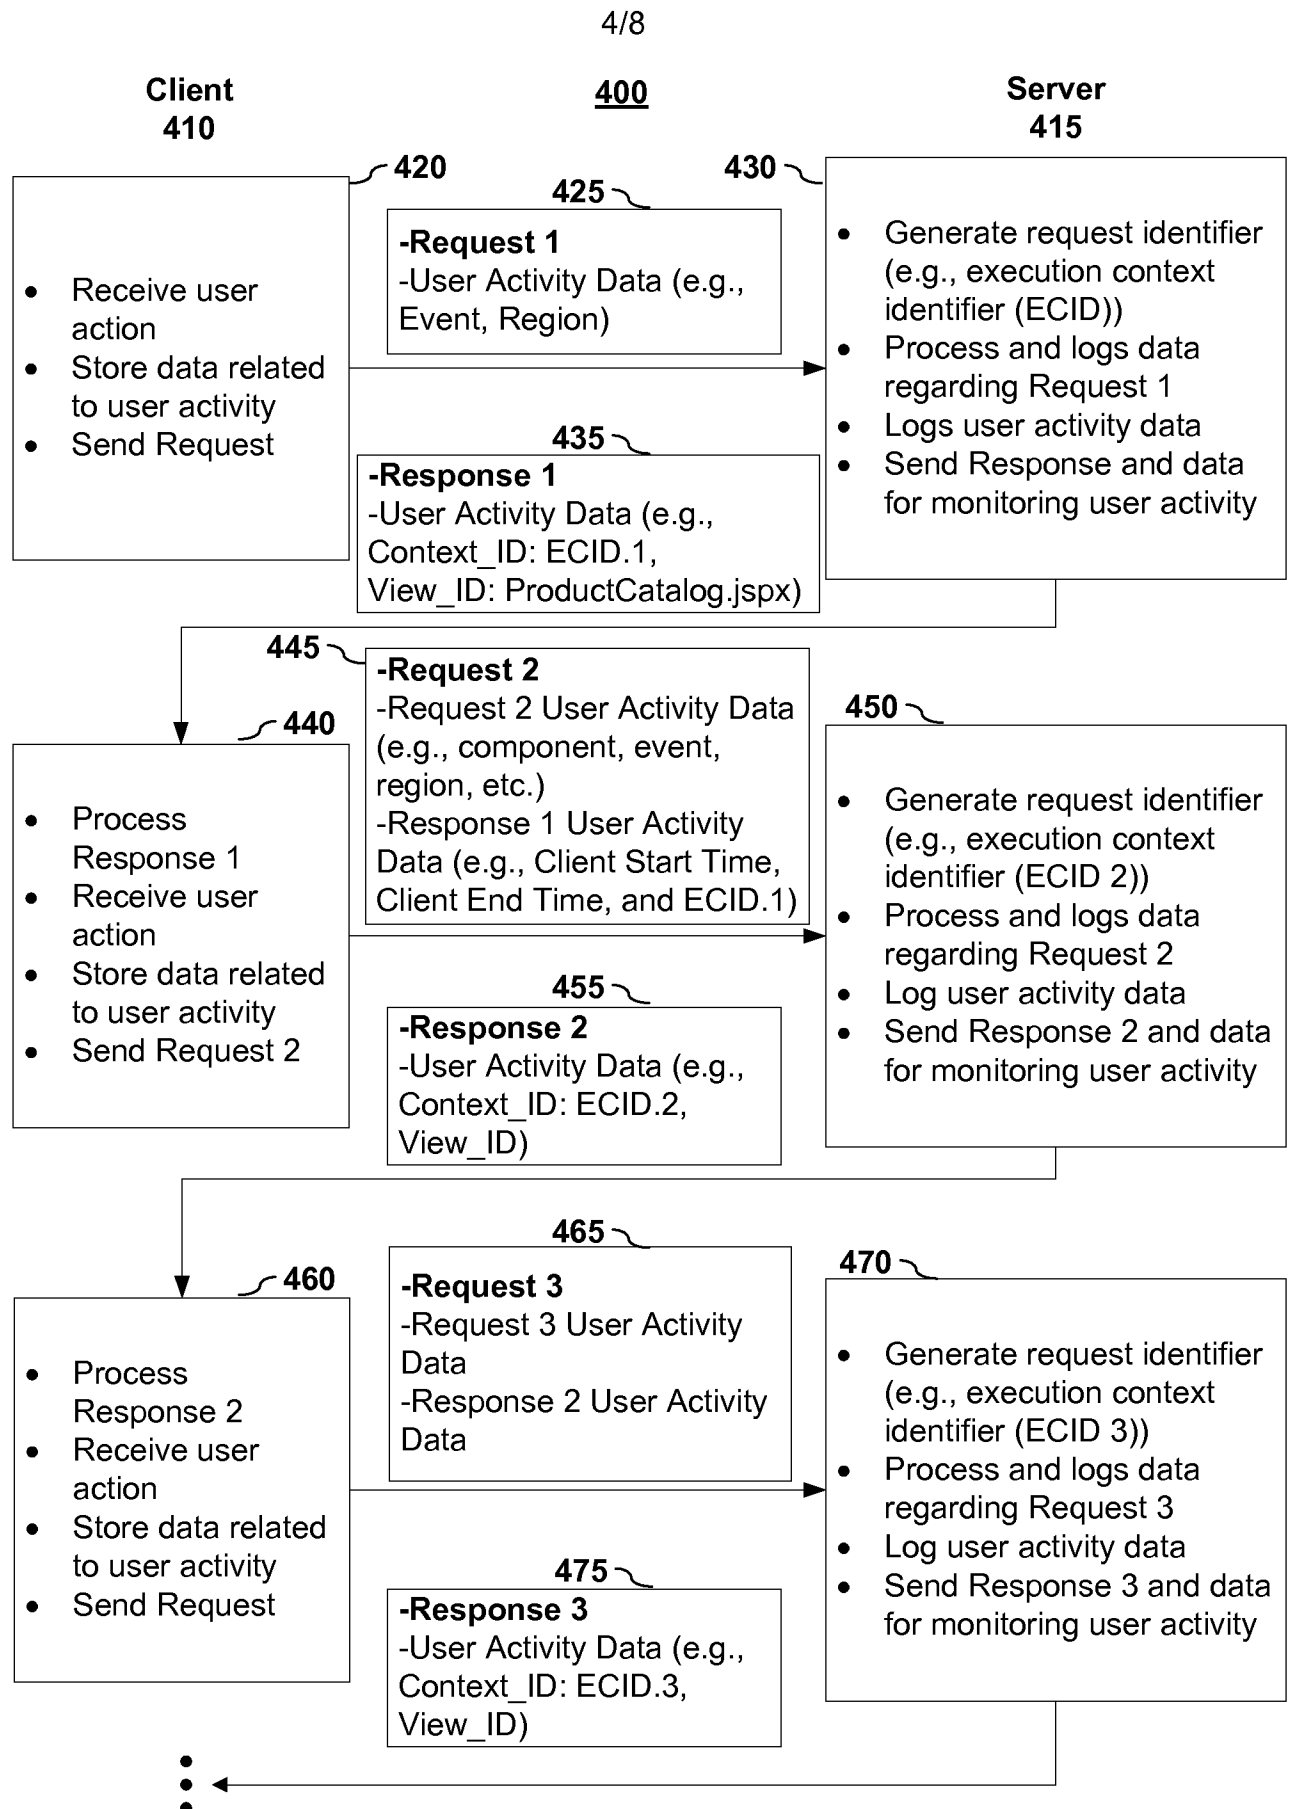 4/8
Client
410
400
Server
415
420
- Receive user
action
- Store data related
to user activity
- Send Request
425
-Request 1
-User Activity Data (e.g.,
Event, Region)
430
- Generate request identifier
(e.g., execution context
identifier (ECID))
- Process and logs data
regarding Request 1
- Logs user activity data
- Send Response and data
for monitoring user activity
435
-Response 1
-User Activity Data (e.g.,
Context_ID: ECID.1,
View_ID: ProductCatalog.jspx)
440
- Process
Response 1
- Receive user
action
- Store data related
to user activity
- Send Request 2
445
-Request 2
-Request 2 User Activity Data
(e.g., component, event,
region, etc.)
-Response 1 User Activity
Data (e.g., Client Start Time,
Client End Time, and ECID.1)
450
- Generate request identifier
(e.g., execution context
identifier (ECID 2))
- Process and logs data
regarding Request 2
- Log user activity data
- Send Response 2 and data
for monitoring user activity
455
-Response 2
-User Activity Data (e.g.,
Context_ID: ECID.2,
View_ID)
460
- Process
Response 2
- Receive user
action
- Store data related
to user activity
- Send Request
465
-Request 3
-Request 3 User Activity
Data
-Response 2 User Activity
Data
470
- Generate request identifier
(e.g., execution context
identifier (ECID 3))
- Process and logs data
regarding Request 3
- Log user activity data
- Send Response 3 and data
for monitoring user activity
475
-Response 3
-User Activity Data (e.g.,
Context_ID: ECID.3,
View_ID)